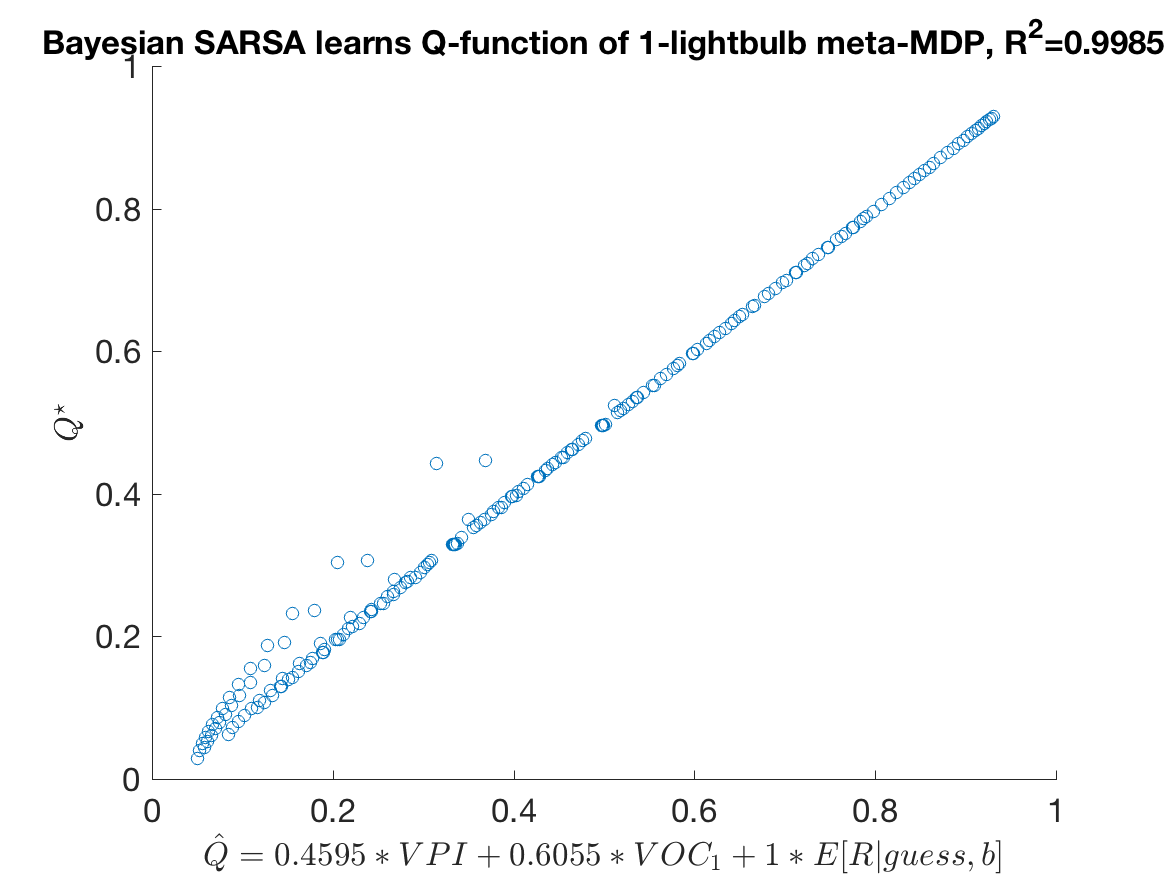 Bayesian SARSA learns Q-function of 1-lightbulb meta-MDP, R²=0.9985
1
0.8
0.6
0.4
0.2
0
Q⋆
0 0.2 0.4 0.6 0.8 1
Q̂ = 0.4595 ∗ VPI + 0.6055 ∗ VOC₁ + 1 ∗ E[R|guess, b]